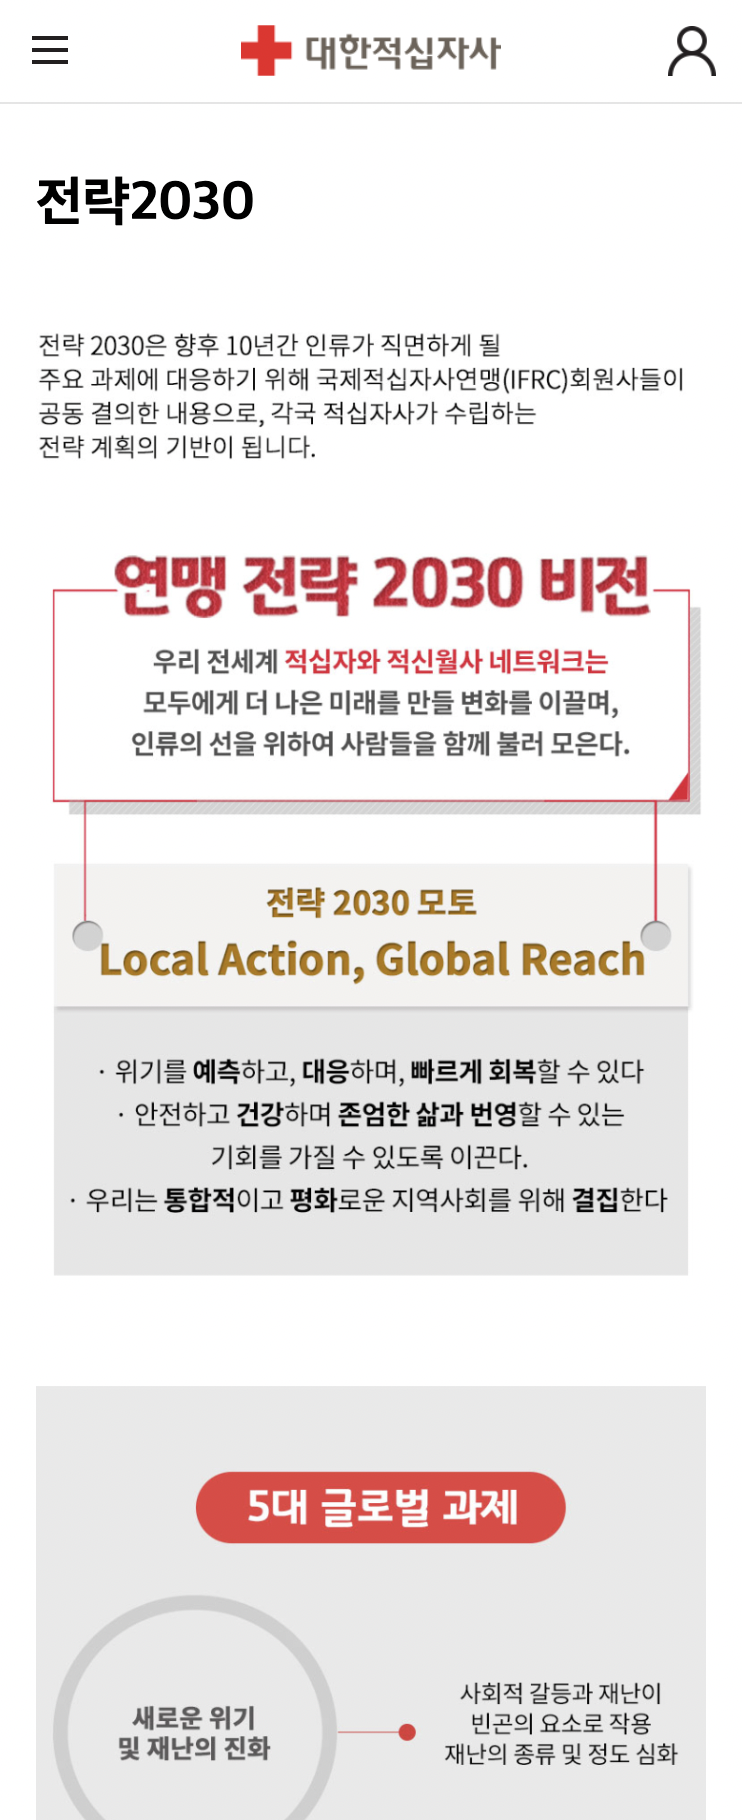 대한적십자사
전략2030
전략 2030은 향후 10년간 인류가 직면하게 될
주요 과제에 대응하기 위해 국제적십자사연맹(IFRC)회원사들이
공동 결의한 내용으로, 각국 적십자사가 수립하는
전략 계획의 기반이 됩니다.
연맹 전략 2030 비전
우리 전세계 적십자와 적신월사 네트워크는
모두에게 더 나은 미래를 만들 변화를 이끌며,
인류의 선을 위하여 사람들을 함께 불러 모은다.
전략 2030 모토
Local Action, Global Reach
· 위기를 예측하고, 대응하며, 빠르게 회복할 수 있다
· 안전하고 건강하며 존엄한 삶과 번영할 수 있는
기회를 가질 수 있도록 이끈다.
· 우리는 통합적이고 평화로운 지역사회를 위해 결집한다
5대 글로벌 과제
새로운 위기
및 재난의 진화
사회적 갈등과 재난이
빈곤의 요소로 작용
재난의 종류 및 정도 심화